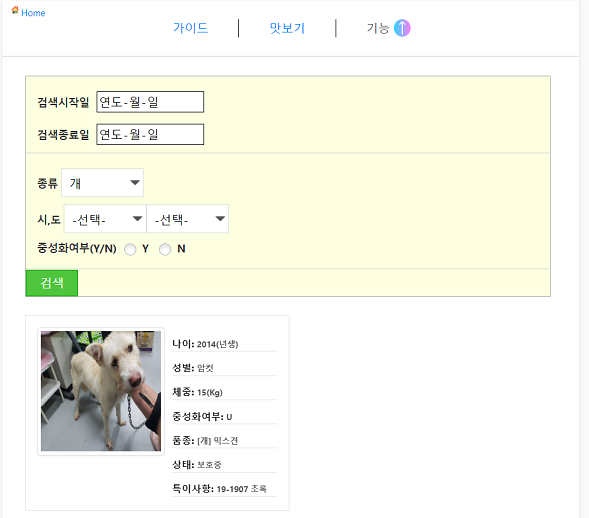 Home
가이드 맛보기 기능
검색시작일 연도-월-일
검색종료일 연도-월-일
종류 개
시,도 -선택- -선택-
중성화여부(Y/N) Y N
검색
나이: 2014(년생)
성별: 암컷
체중: 15(Kg)
중성화여부: U
품종: [개] 믹스견
상태: 보호중
특이사항: 19-1907 초록